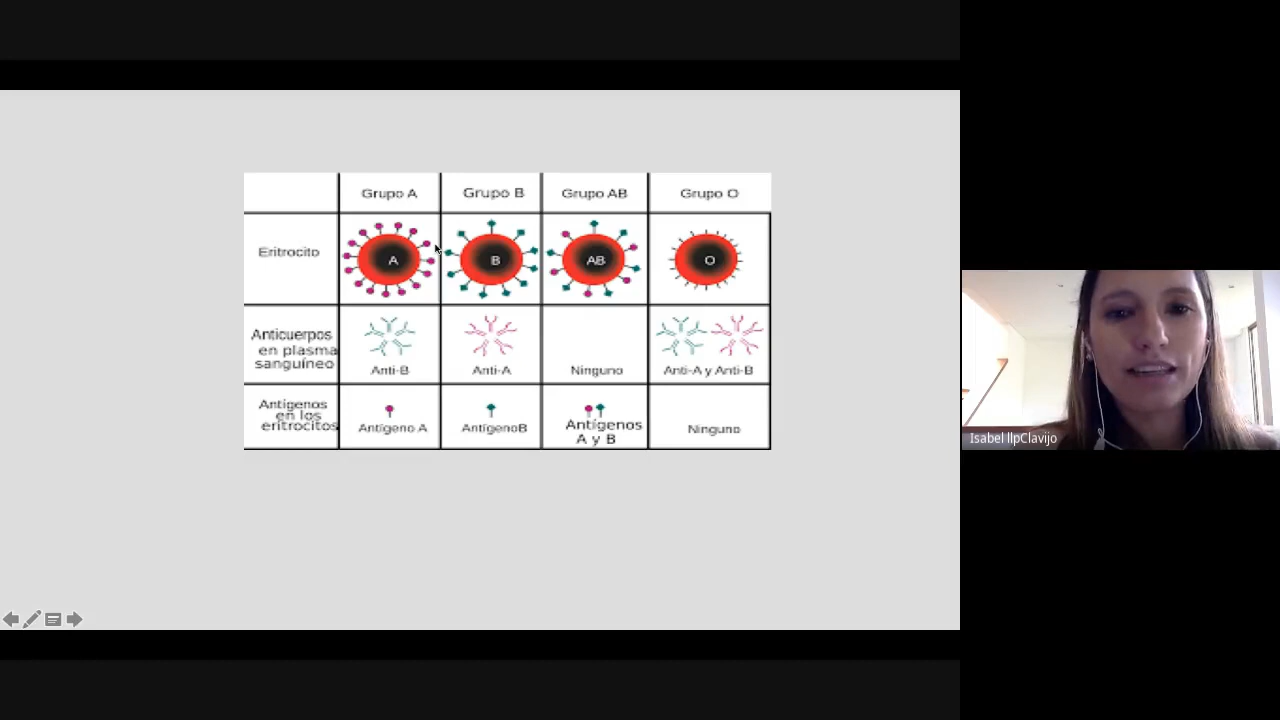 Grupo A
Grupo B
Grupo AB
Grupo O
Eritrocito
A
B
AB
O
Anticuerpos
en plasma
sanguíneo
Anti-B
Anti-A
Ninguno
Anti-A y Anti-B
Antígenos
en los
eritrocitos
Antígeno A
AntígenoB
Antígenos
A y B
Ninguno
Isabel llpClavijo